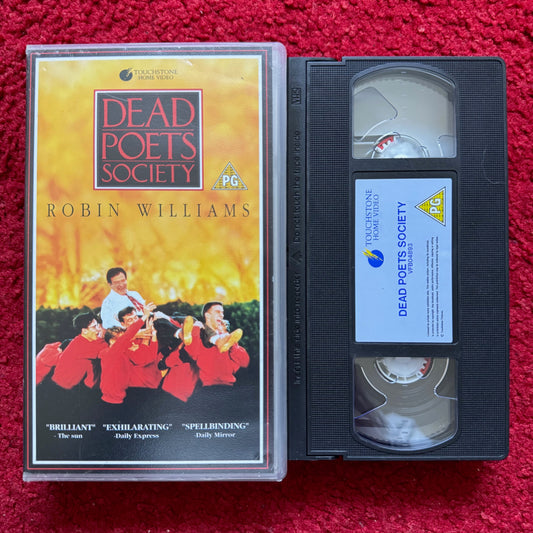 TOUCHSTONE
HOME VIDEO
DEAD
POETS
SOCIETY
PG
ROBIN WILLIAMS
"BRILLIANT"
- The sun
"EXHILARATING"
-Daily Express
"SPELLBINDING"
-Daily Mirror
VHS
TOUCHSTONE
HOME VIDEO
DEAD POETS SOCIETY
VFB04893
PG